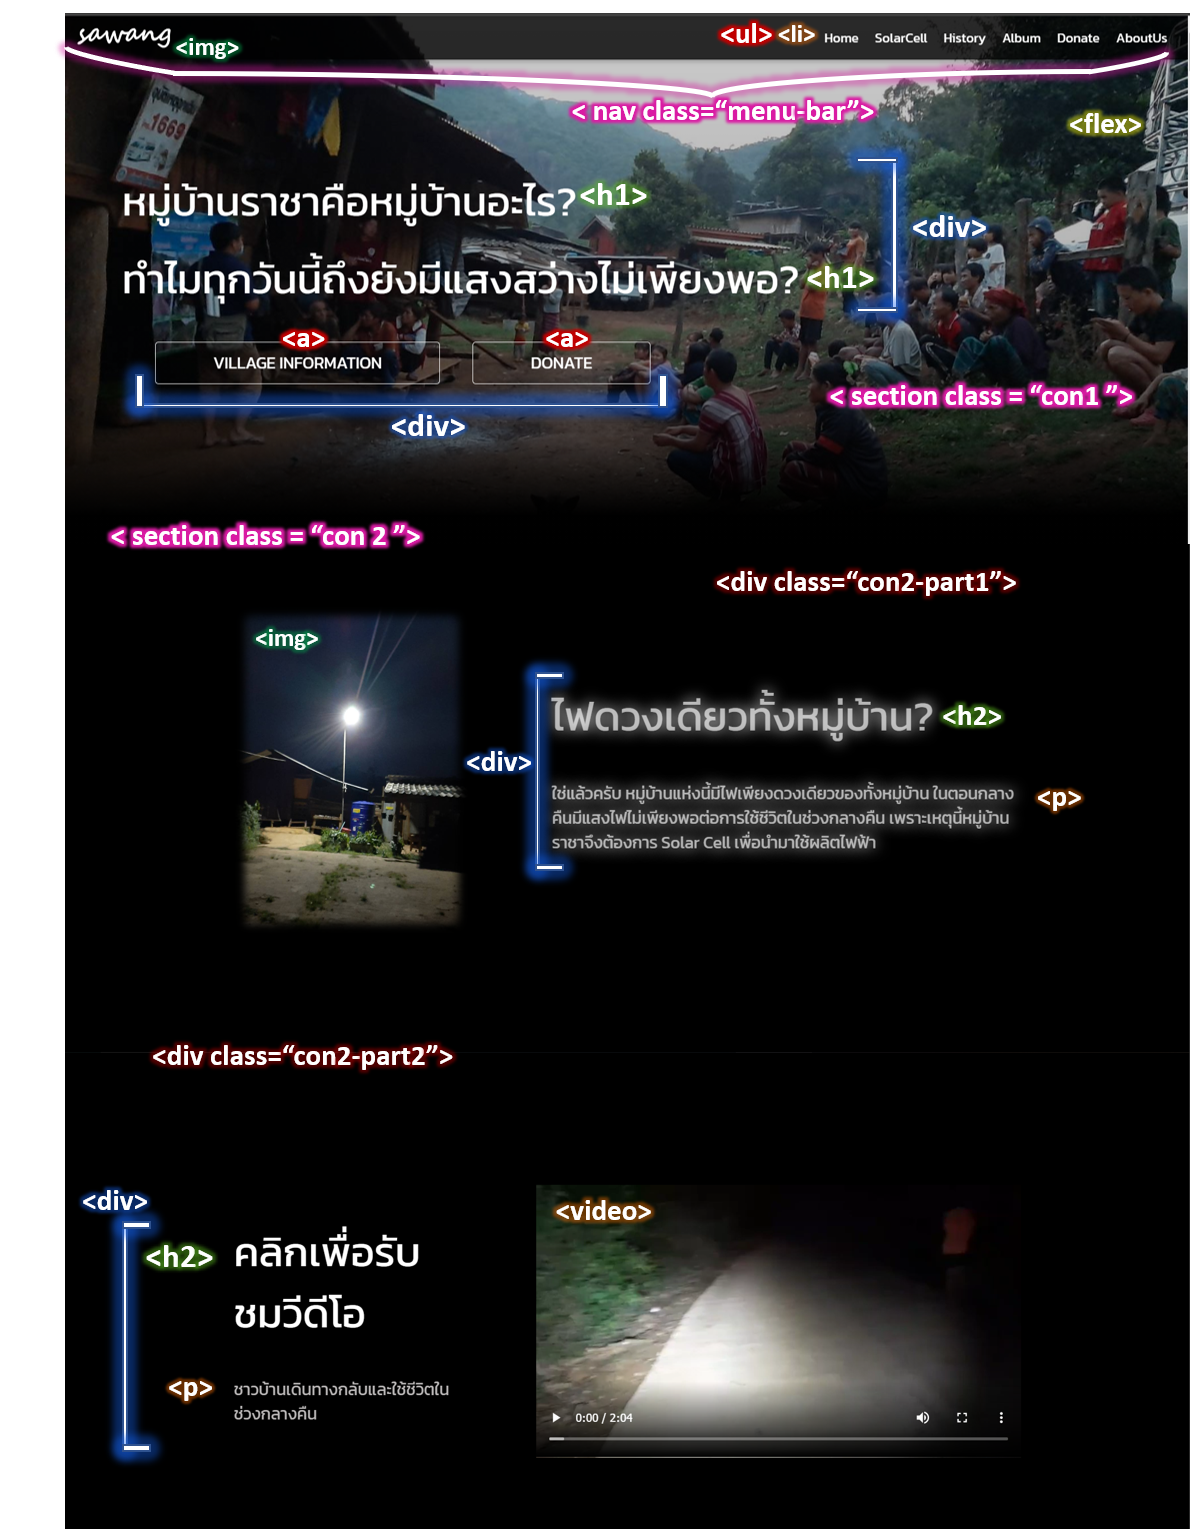 sawang
<img>
<ul> <li> Home SolarCell History Album Donate AboutUs
< nav class=“menu-bar”>
<flex>
1669
หมู่บ้านราชาคือหมู่บ้านอะไร? <h1>
<div>
ทำไมทุกวันนี้ถึงยังมีแสงสว่างไม่เพียงพอ? <h1>
<a> <a>
VILLAGE INFORMATION DONATE
< section class = “con1 ”>
<div>
< section class = “con 2 ”>
<div class=“con2-part1”>
<img>
ไฟดวงเดียวทั้งหมู่บ้าน? <h2>
<div>
ใช่แล้วครับ หมู่บ้านแห่งนี้มีไฟเพียงดวงเดียวของทั้งหมู่บ้าน ในตอนกลาง
<p>
คืนมีแสงไฟไม่เพียงพอต่อการใช้ชีวิตในช่วงกลางคืน เพราะเหตุนี้หมู่บ้าน
ราชาจึงต้องการ Solar Cell เพื่อนำมาใช้ผลิตไฟฟ้า
<div class=“con2-part2”>
<div>
<video>
<h2> คลิกเพื่อรับ
ชมวีดีโอ
<p> ชาวบ้านเดินทางกลับและใช้ชีวิตใน
ช่วงกลางคืน
0:00 / 2:04